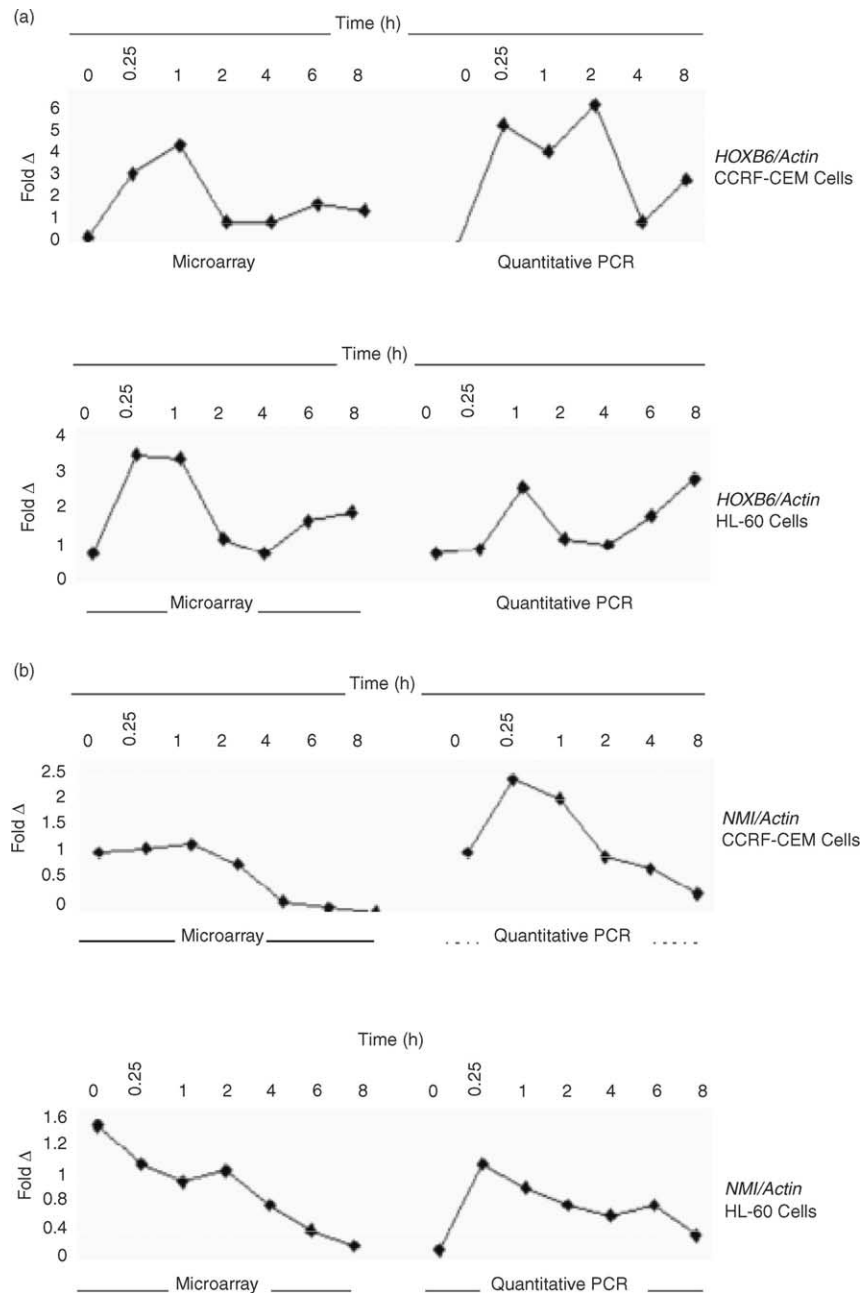 (a)
Time (h)
0 0.25 1 2 4 6 8 0 0.25 1 2 4 8
Fold Δ
6
5
4
3
2
1
0
HOXB6/Actin
CCRF-CEM Cells
Microarray Quantitative PCR
Time (h)
0 0.25 1 2 4 6 8 0 0.25 1 2 4 6 8
Fold Δ
4
3
2
1
0
HOXB6/Actin
HL-60 Cells
Microarray Quantitative PCR
(b)
Time (h)
0 0.25 1 2 4 6 8 0 0.25 1 2 4 8
Fold Δ
2.5
2
1
0.5
0
NMI/Actin
CCRF-CEM Cells
Microarray Quantitative PCR
Time (h)
0 0.25 1 2 4 6 8 0 0.25 1 2 4 6 8
Fold Δ
1.6
1.2
1
0.8
0.4
0
NMI/Actin
HL-60 Cells
Microarray Quantitative PCR